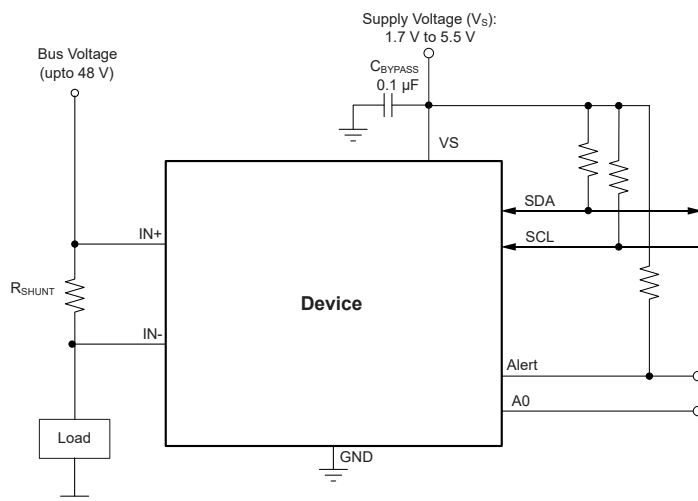 Supply Voltage (VS):
1.7 V to 5.5 V
Bus Voltage
(upto 48 V)
CBYPASS
0.1 µF
VS
SDA
IN+
SCL
RSHUNT
Device
IN-
Alert
A0
Load
GND